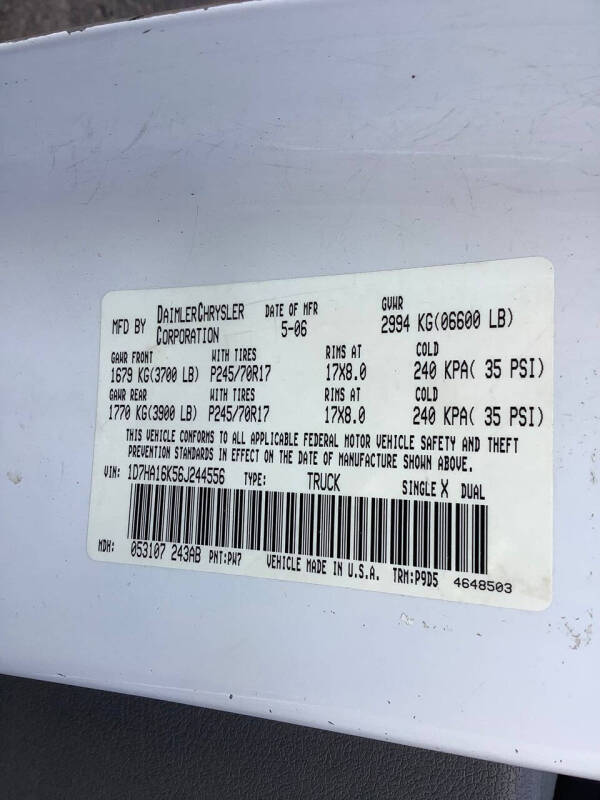 MFD BY DAIMLERCHRYSLER CORPORATION DATE OF MFR 5-06 GVWR 2994 KG(06600 LB)
GAWR FRONT WITH TIRES RIMS AT COLD
1679 KG(3700 LB) P245/70R17 17X8.0 240 KPA( 35 PSI)
GAWR REAR WITH TIRES RIMS AT COLD
1770 KG(3900 LB) P245/70R17 17X8.0 240 KPA( 35 PSI)
THIS VEHICLE CONFORMS TO ALL APPLICABLE FEDERAL MOTOR VEHICLE SAFETY AND THEFT
PREVENTION STANDARDS IN EFFECT ON THE DATE OF MANUFACTURE SHOWN ABOVE.
VIN: 1D7HA16K56J244556 TYPE: TRUCK SINGLE X DUAL
MDH: 053107 243AB PNT:PW7 VEHICLE MADE IN U.S.A. TRM:P9D5 4648503